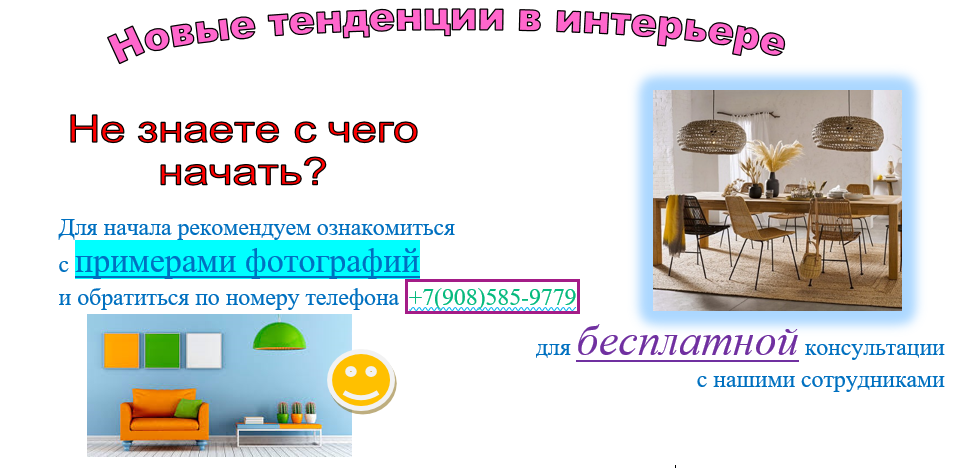 Новые тенденции в интерьере
Не знаете с чего
начать?
Для начала рекомендуем ознакомиться
с примерами фотографий
и обратиться по номеру телефона +7(908)585-9779
для бесплатной консультации
с нашими сотрудниками